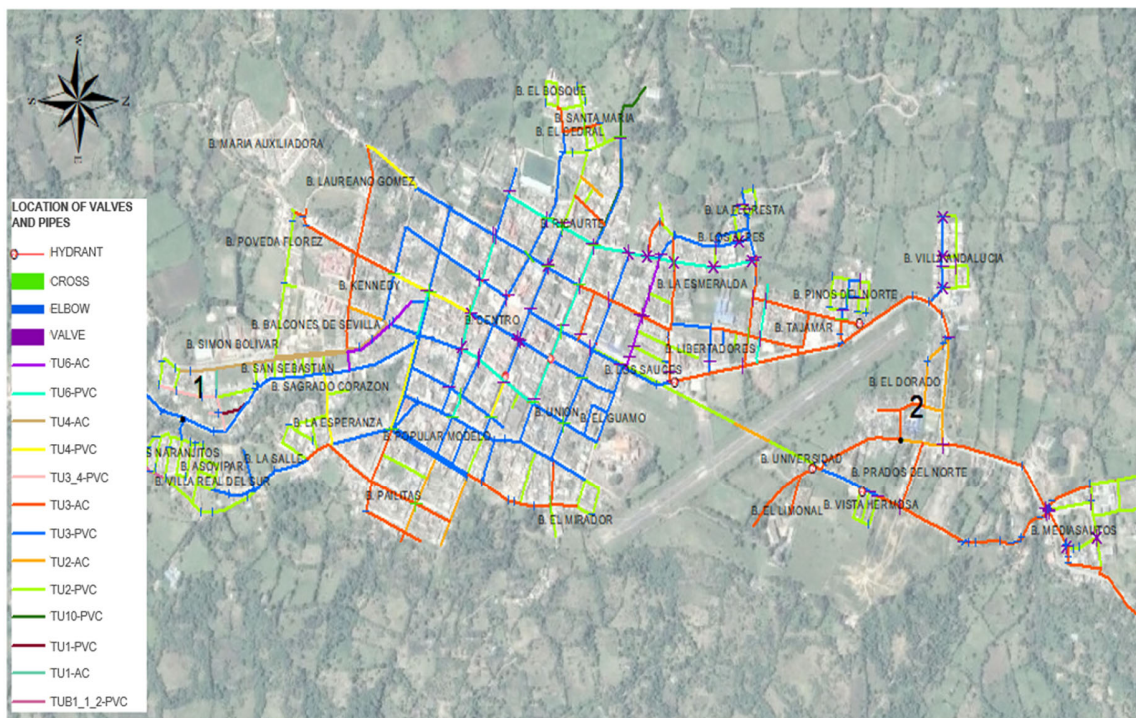 W
S
N
E
B. EL BOSQUE
B. SANTA MARIA
B. EL CEDRAL
B. MARIA AUXILIADORA
B. LAUREANO GOMEZ
LOCATION OF VALVES
AND PIPES
HYDRANT
CROSS
ELBOW
VALVE
TU6-AC
TU6-PVC
TU4-AC
TU4-PVC
TU3_4-PVC
TU3-AC
TU3-PVC
TU2-AC
TU2-PVC
TU10-PVC
TU1-PVC
TU1-AC
TUB1_1_2-PVC
B. LA FLORESTA
B. RICAURTE
B. LOS ALPES
B. POVEDA FLOREZ
B. VILLA ANDALUCIA
B. KENNEDY
B. LA ESMERALDA
B. PINOS DEL NORTE
B. CENTRO
B. BALCONES DE SEVILLA
B. TAJAMAR
B. SIMON BOLIVAR
B. LIBERTADORES
B. SAN SEBASTIAN
B. LOS SAUCES
1
B. SAGRADO CORAZON
B. EL DORADO
2
B. UNION
B. EL GUAMO
B. LA ESPERANZA
B. POPULAR MODELO
S NARANJITOS
B. LA SALLE
B. UNIVERSIDAD
B. ASOVIPAR
B. PRADOS DEL NORTE
B. VILLA REAL DEL SUR
B. PAILITAS
B. VISTA HERMOSA
B. EL LIMONAL
B. EL MIRADOR
B. MEDIASAUTOS